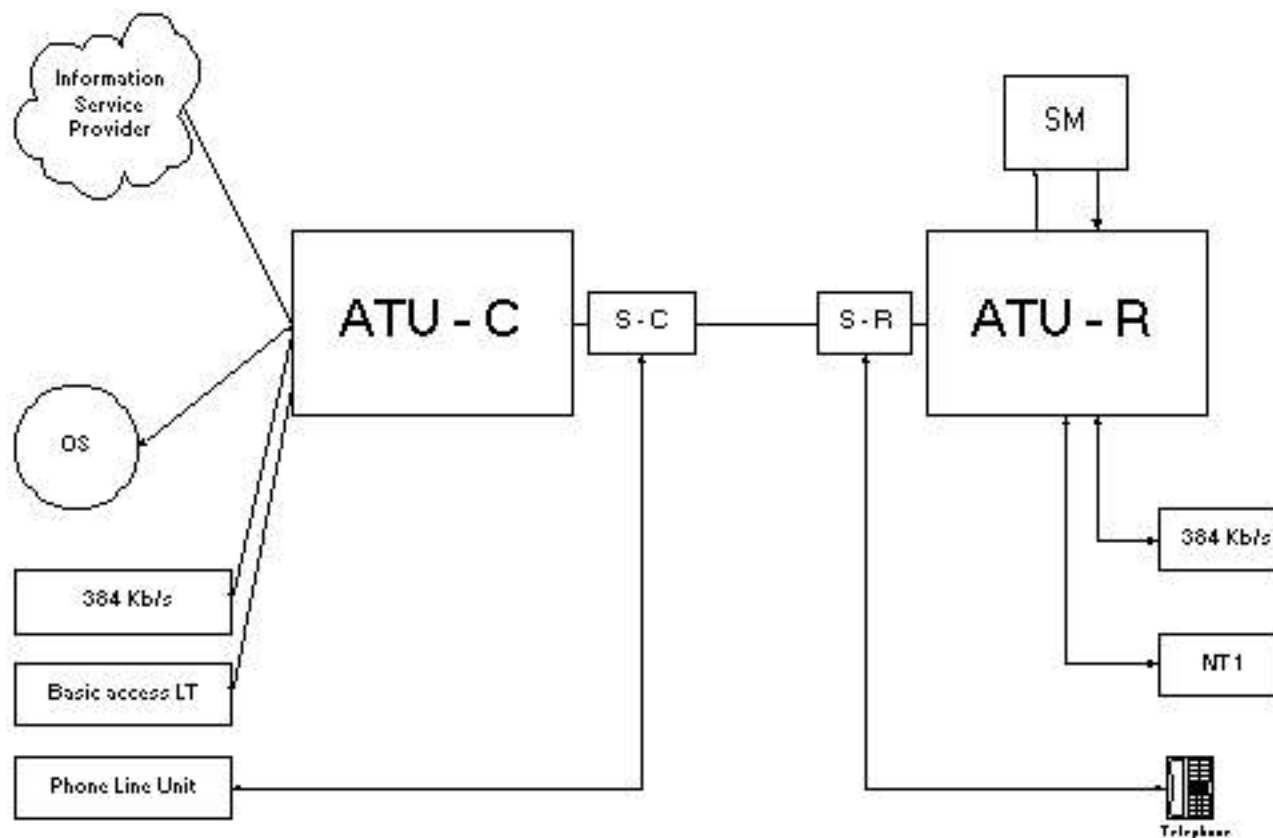 Information
Service
Provider
SM
ATU - C
S - C
S - R
ATU - R
OS
384 Kb/s
384 Kb/s
Basic access LT
NT1
Phone Line Unit
Telephone